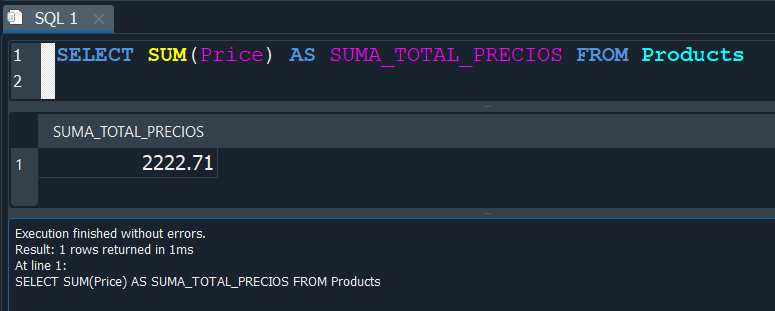 SQL 1
1 SELECT SUM(Price) AS SUMA_TOTAL_PRECIOS FROM Products
2
SUMA_TOTAL_PRECIOS
1 2222.71
Execution finished without errors.
Result: 1 rows returned in 1ms
At line 1:
SELECT SUM(Price) AS SUMA_TOTAL_PRECIOS FROM Products